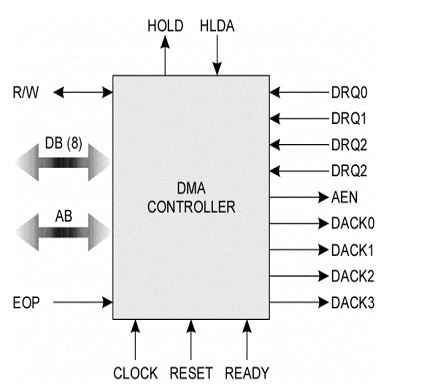 HOLD HLDA
R/W
DRQ0
DRQ1
DB (8)
DRQ2
DRQ2
DMA
CONTROLLER
AEN
AB
DACK0
DACK1
DACK2
EOP
DACK3
CLOCK RESET READY